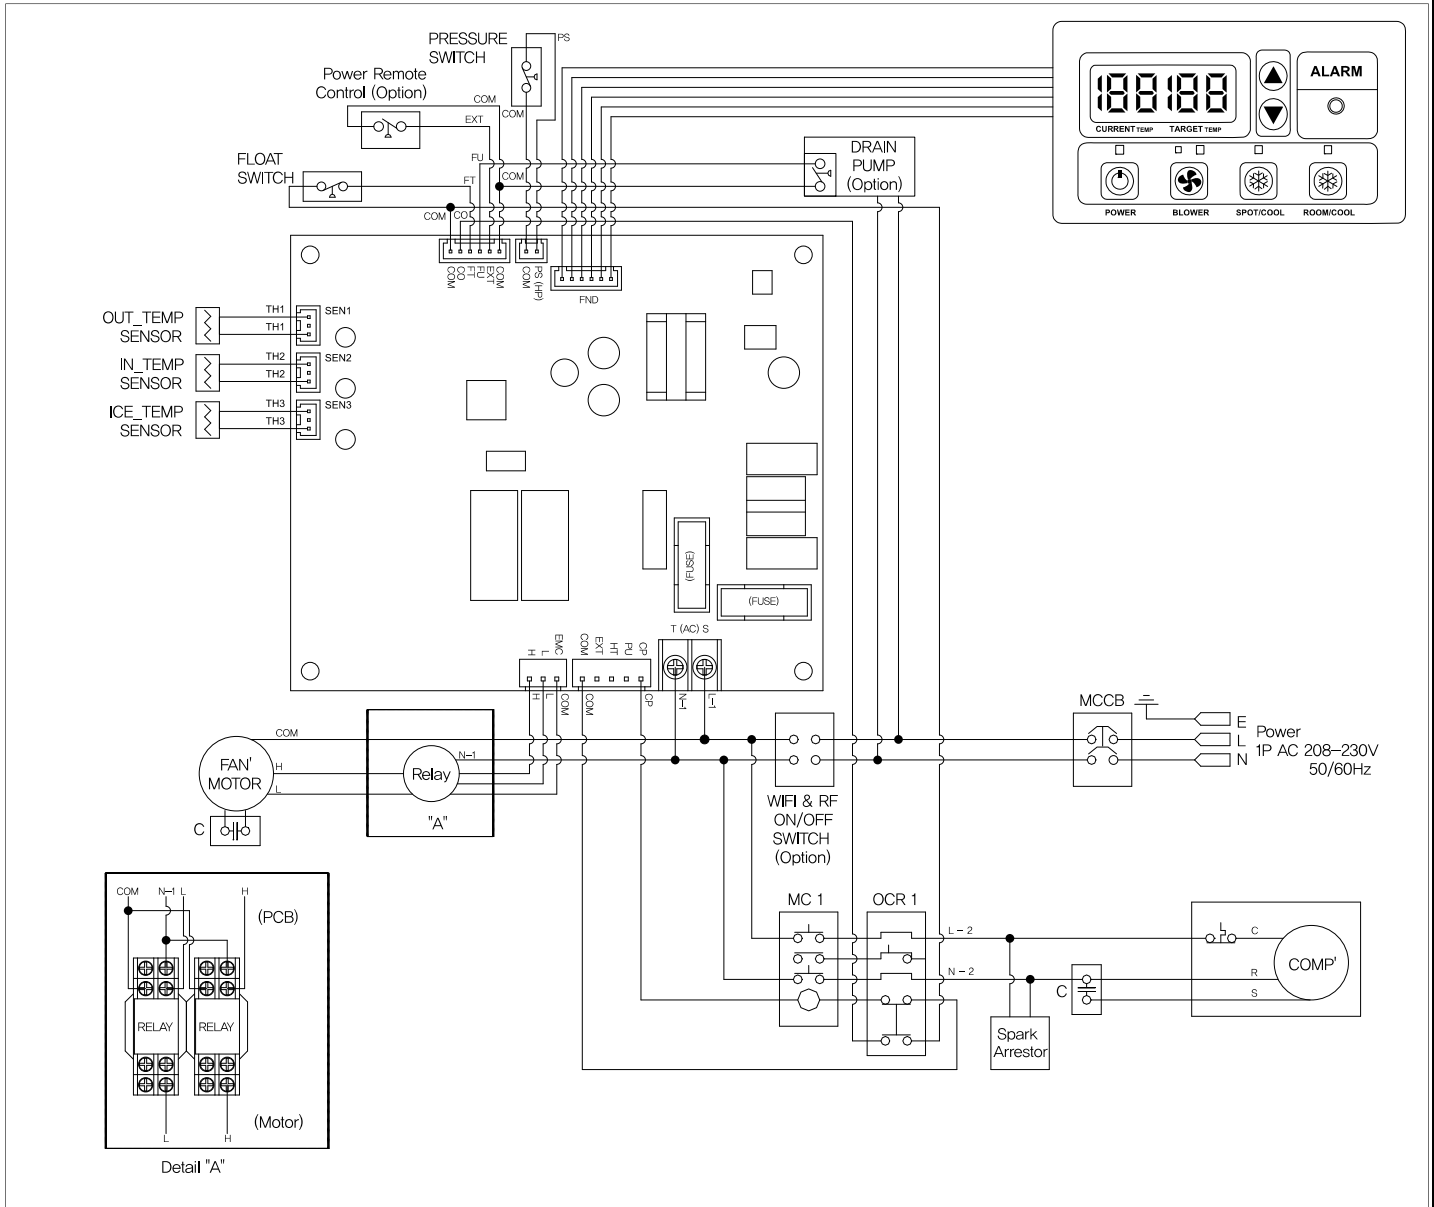 PRESSURE
SWITCH
PS
COM
Power Remote
Control (Option)
COM
EXT
FLOAT
SWITCH
FU
FT
COM
COM
CO
DRAIN
PUMP
(Option)
188188
CURRENT TEMP
TARGET TEMP
ALARM
POWER
BLOWER
SPOT/COOL
ROOM/COOL
COM
CO
FT
FU
EXT
COM
COM
PS (HP)
FND
OUT_TEMP
SENSOR
TH1
TH1
SEN1
IN_TEMP
SENSOR
TH2
TH2
SEN2
ICE_TEMP
SENSOR
TH3
TH3
SEN3
(FUSE)
(FUSE)
T (AC) S
H
L
EMC
COM
EXT
HT
PU
CP
H
L
COM
COM
CP
N-1
L-1
FAN'
MOTOR
COM
H
L
C
N-1
Relay
"A"
WIFI & RF
ON/OFF
SWITCH
(Option)
MCCB
E
L
N
Power
1P AC 208-230V
50/60Hz
MC 1
OCR 1
L-2
N-2
Spark
Arrestor
C
C
R
S
COMP'
COM
N-1
L
H
(PCB)
RELAY
RELAY
(Motor)
L
H
Detail "A"